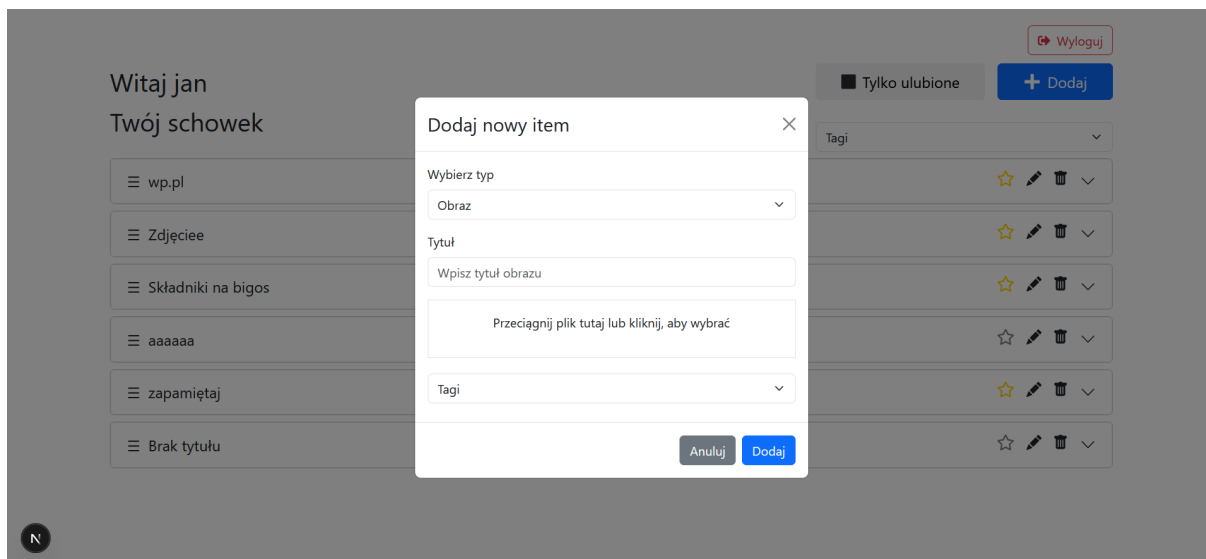 Wyloguj
Witaj jan
Tylko ulubione
Dodaj
Twój schowek
Tagi
wp.pl
Zdjęciee
Składniki na bigos
aaaaaa
zapamiętaj
Brak tytułu
Dodaj nowy item
Wybierz typ
Obraz
Tytuł
Wpisz tytuł obrazu
Przeciągnij plik tutaj lub kliknij, aby wybrać
Tagi
Anuluj
Dodaj
N